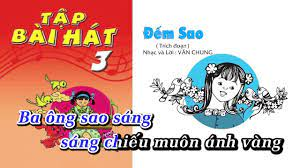 TẬP
BÀI HÁT
3
Đếm Sao
(Trích đoạn)
Nhạc và Lời: VĂN CHUNG
Ba ông sao sáng
sáng chiếu muôn ánh vàng